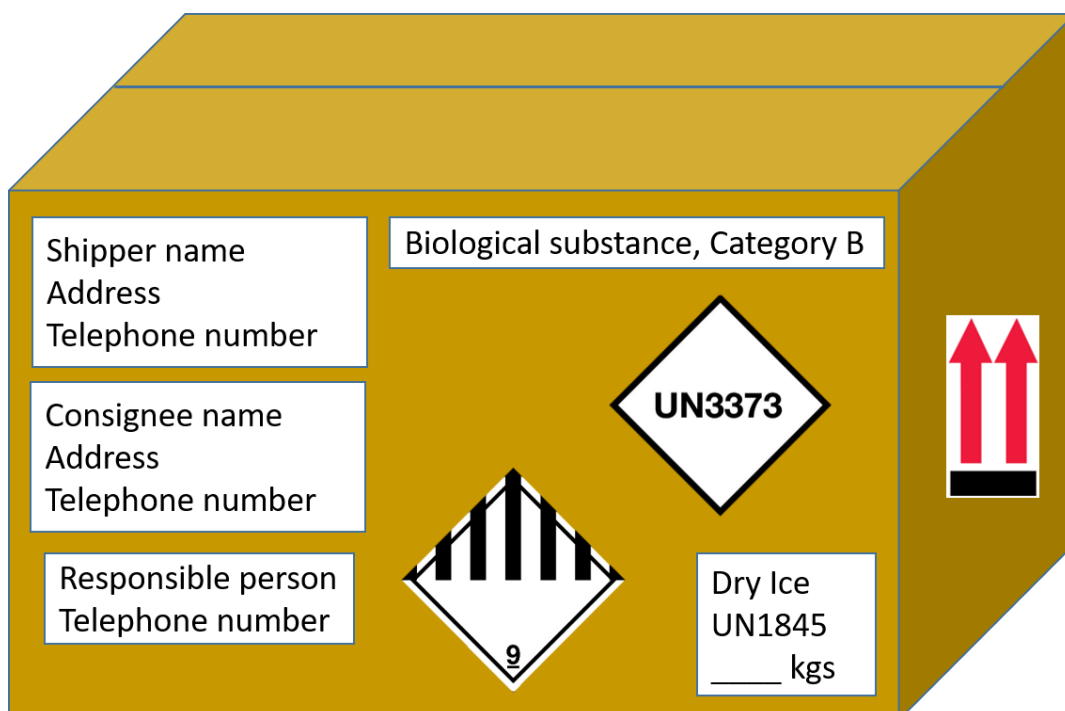 Shipper name
Address
Telephone number
Biological substance, Category B
Consignee name
Address
Telephone number
UN3373
Responsible person
Telephone number
9
Dry Ice
UN1845
____ kgs